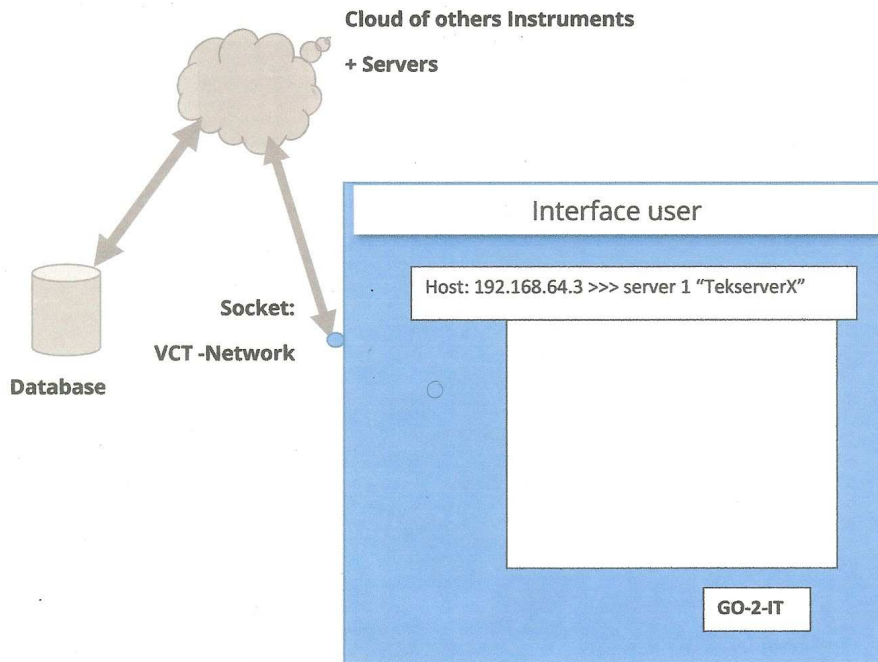 Cloud of others Instruments
+ Servers
Interface user
Host: 192.168.64.3 >>> server 1 “TekserverX”
Socket:
VCT -Network
Database
GO-2-IT